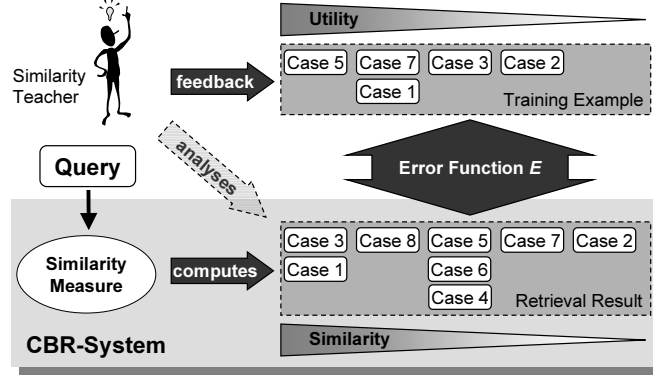 Utility
Similarity
Teacher
feedback
Case 5 Case 7 Case 3 Case 2
Case 1
Training Example
analyses
Error Function E
Query
Similarity
Measure
computes
Case 3 Case 8 Case 5 Case 7 Case 2
Case 1 Case 6
Case 4
Retrieval Result
CBR-System
Similarity